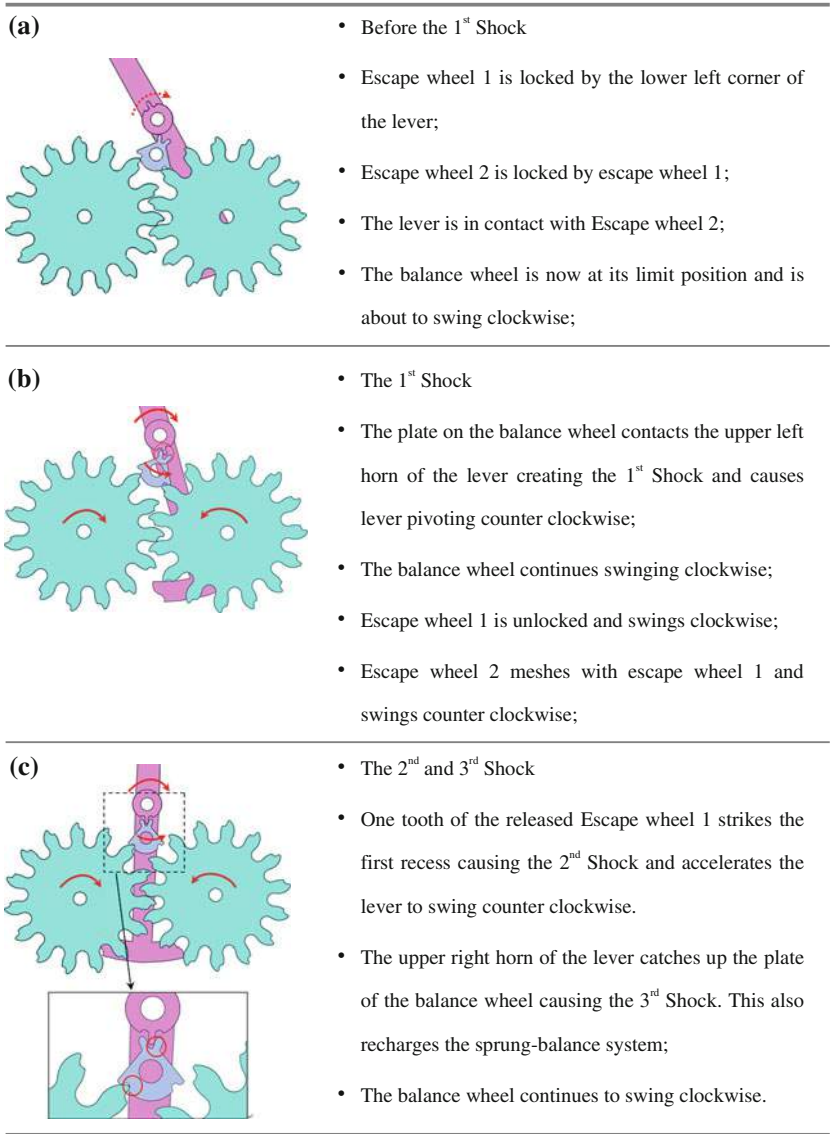 (a)
• Before the 1st Shock
• Escape wheel 1 is locked by the lower left corner of
the lever;
• Escape wheel 2 is locked by escape wheel 1;
• The lever is in contact with Escape wheel 2;
• The balance wheel is now at its limit position and is
about to swing clockwise;
(b)
• The 1st Shock
• The plate on the balance wheel contacts the upper left
horn of the lever creating the 1st Shock and causes
lever pivoting counter clockwise;
• The balance wheel continues swinging clockwise;
• Escape wheel 1 is unlocked and swings clockwise;
• Escape wheel 2 meshes with escape wheel 1 and
swings counter clockwise;
(c)
• The 2nd and 3rd Shock
• One tooth of the released Escape wheel 1 strikes the
first recess causing the 2nd Shock and accelerates the
lever to swing counter clockwise.
• The upper right horn of the lever catches up the plate
of the balance wheel causing the 3rd Shock. This also
recharges the sprung-balance system;
• The balance wheel continues to swing clockwise.